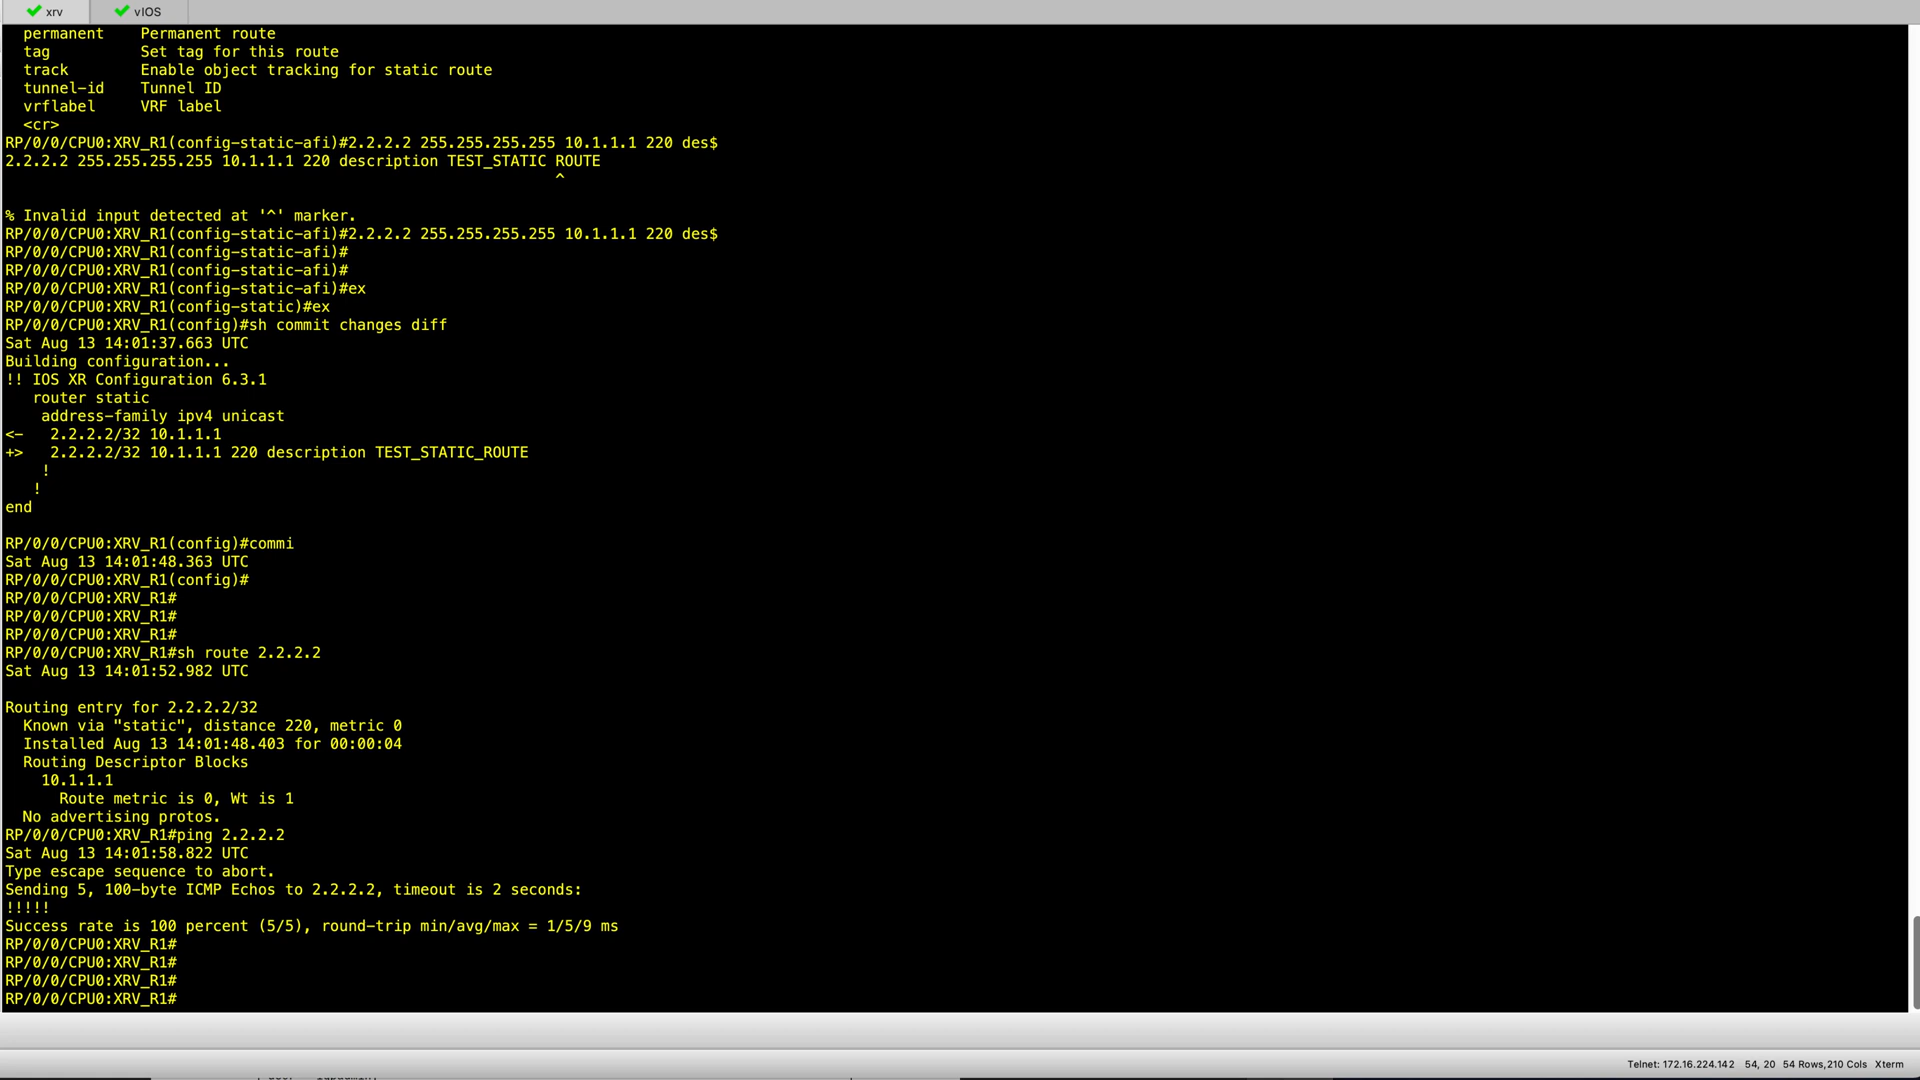 xrv
vIOS
permanent    Permanent route
tag          Set tag for this route
track        Enable object tracking for static route
tunnel-id    Tunnel ID
vrflabel     VRF label
<cr>
RP/0/0/CPU0:XRV_R1(config-static-afi)#2.2.2.2 255.255.255.255 10.1.1.1 220 des$
2.2.2.2 255.255.255.255 10.1.1.1 220 description TEST_STATIC ROUTE
^
% Invalid input detected at '^' marker.
RP/0/0/CPU0:XRV_R1(config-static-afi)#2.2.2.2 255.255.255.255 10.1.1.1 220 des$
RP/0/0/CPU0:XRV_R1(config-static-afi)#
RP/0/0/CPU0:XRV_R1(config-static-afi)#
RP/0/0/CPU0:XRV_R1(config-static-afi)#ex
RP/0/0/CPU0:XRV_R1(config-static)#ex
RP/0/0/CPU0:XRV_R1(config)#sh commit changes diff
Sat Aug 13 14:01:37.663 UTC
Building configuration...
!! IOS XR Configuration 6.3.1
router static
address-family ipv4 unicast
<-   2.2.2.2/32 10.1.1.1
+>   2.2.2.2/32 10.1.1.1 220 description TEST_STATIC_ROUTE
!
!
end
RP/0/0/CPU0:XRV_R1(config)#commi
Sat Aug 13 14:01:48.363 UTC
RP/0/0/CPU0:XRV_R1(config)#
RP/0/0/CPU0:XRV_R1#
RP/0/0/CPU0:XRV_R1#
RP/0/0/CPU0:XRV_R1#
RP/0/0/CPU0:XRV_R1#sh route 2.2.2.2
Sat Aug 13 14:01:52.982 UTC
Routing entry for 2.2.2.2/32
Known via "static", distance 220, metric 0
Installed Aug 13 14:01:48.403 for 00:00:04
Routing Descriptor Blocks
10.1.1.1
Route metric is 0, Wt is 1
No advertising protos.
RP/0/0/CPU0:XRV_R1#ping 2.2.2.2
Sat Aug 13 14:01:58.822 UTC
Type escape sequence to abort.
Sending 5, 100-byte ICMP Echos to 2.2.2.2, timeout is 2 seconds:
!!!!!
Success rate is 100 percent (5/5), round-trip min/avg/max = 1/5/9 ms
RP/0/0/CPU0:XRV_R1#
RP/0/0/CPU0:XRV_R1#
RP/0/0/CPU0:XRV_R1#
RP/0/0/CPU0:XRV_R1#
Telnet: 172.16.224.142   54, 20   54 Rows,210 Cols   Xterm